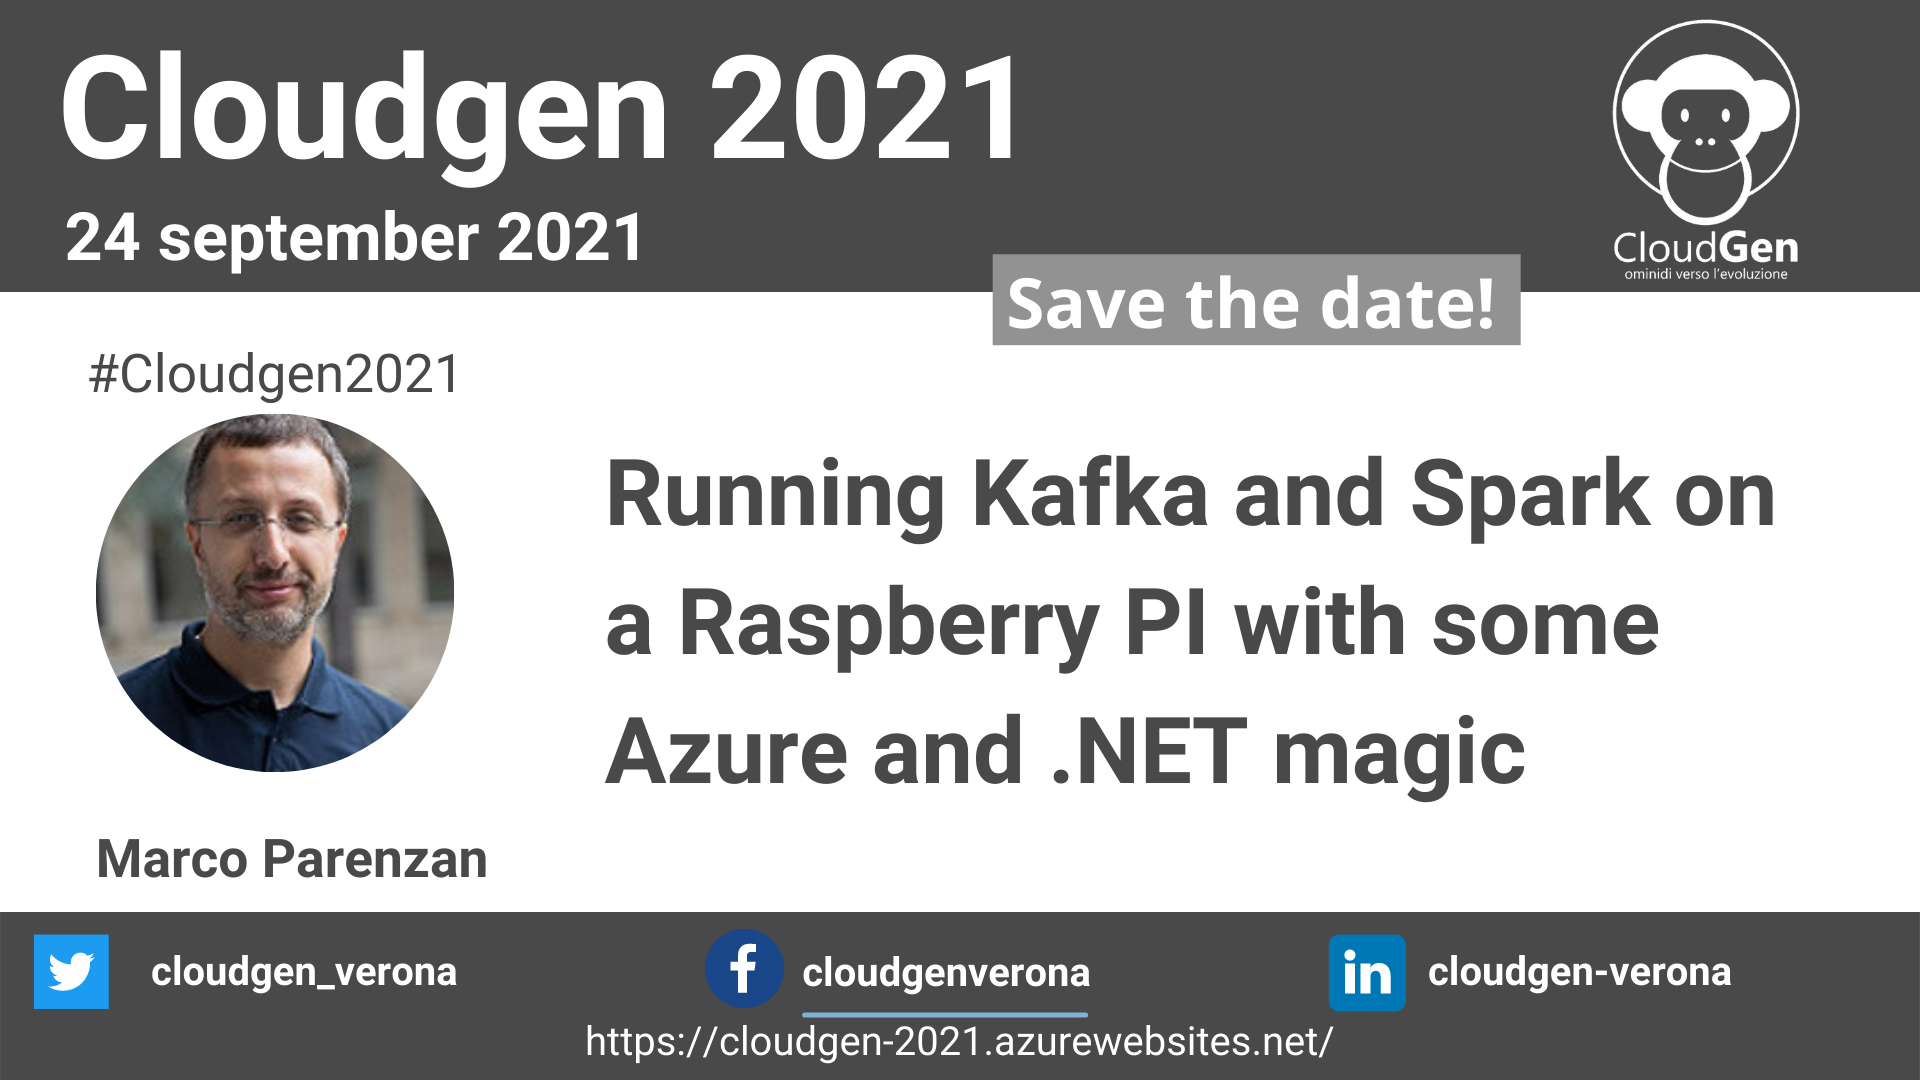 Cloudgen 2021
24 september 2021
CloudGen
ominidi verso l'evoluzione
Save the date!
#Cloudgen2021
Running Kafka and Spark on
a Raspberry PI with some
Azure and .NET magic
Marco Parenzan
cloudgen_verona
cloudgenverona
cloudgen-verona
https://cloudgen-2021.azurewebsites.net/